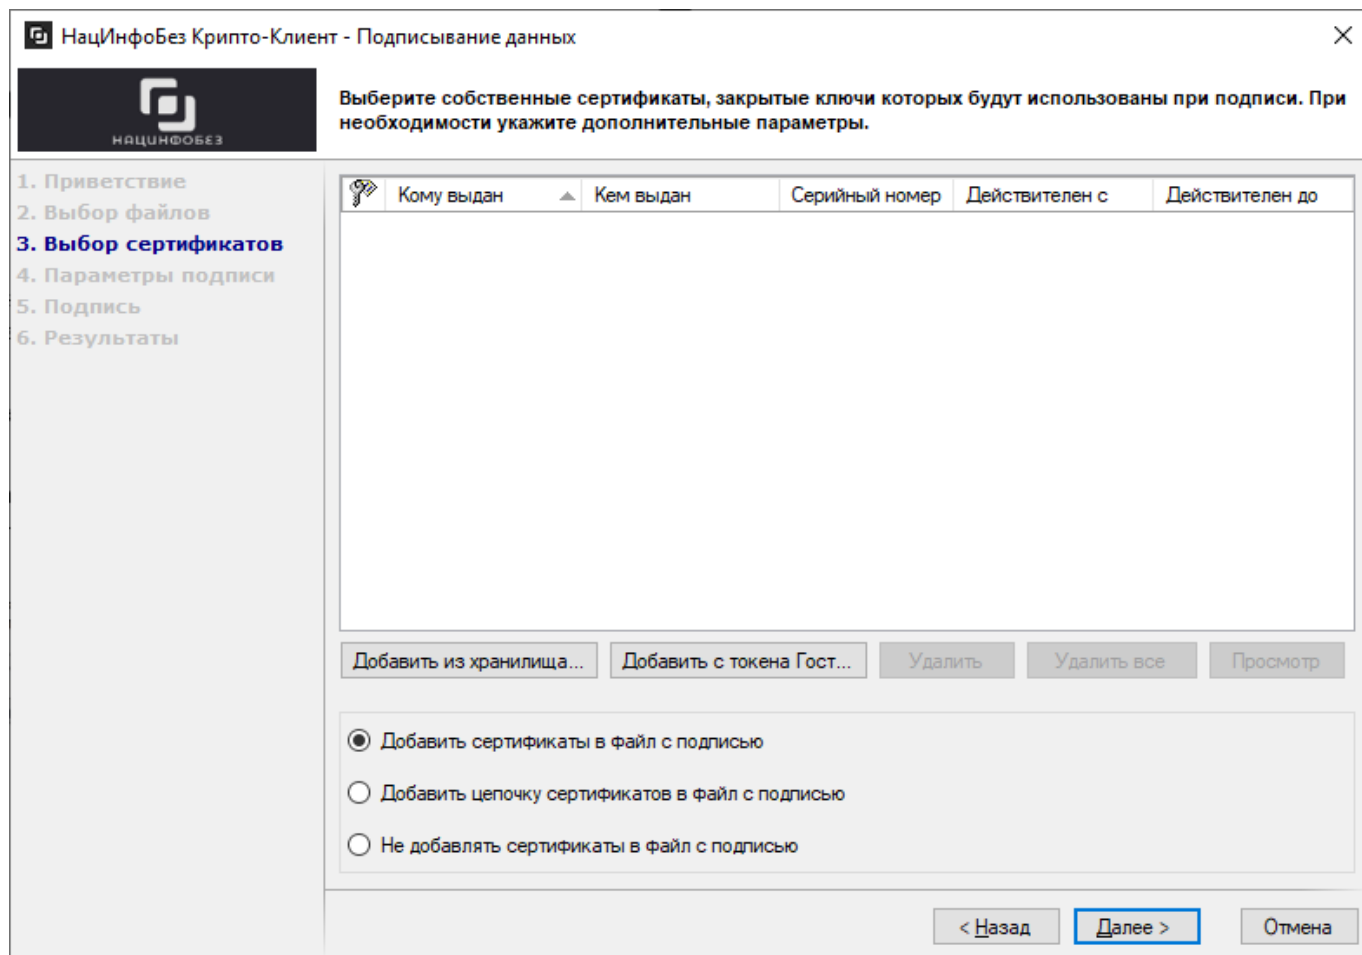 НацИнфоБез Крипто-Клиент - Подписывание данных
НАЦИНФОБЕЗ
Выберите собственные сертификаты, закрытые ключи которых будут использованы при подписи. При
необходимости укажите дополнительные параметры.
1. Приветствие
2. Выбор файлов
3. Выбор сертификатов
4. Параметры подписи
5. Подпись
6. Результаты
Кому выдан Кем выдан Серийный номер Действителен с Действителен до
Добавить из хранилища... Добавить с токена Гост... Удалить Удалить все Просмотр
Добавить сертификаты в файл с подписью
Добавить цепочку сертификатов в файл с подписью
Не добавлять сертификаты в файл с подписью
< Назад Далее > Отмена